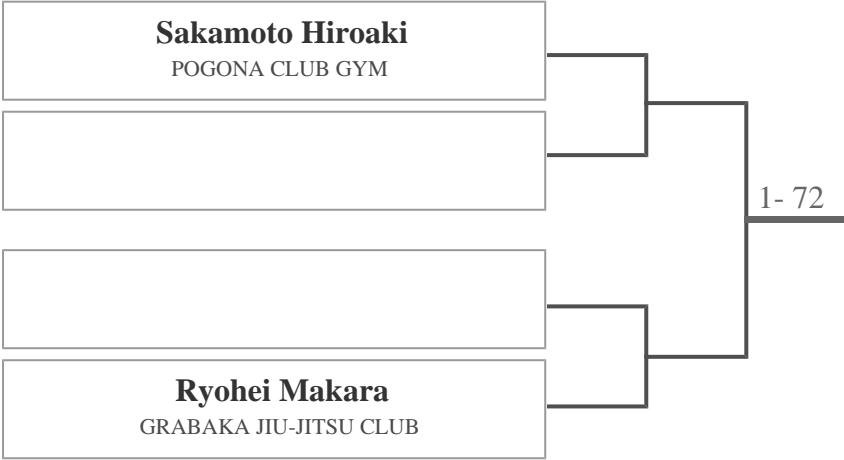 Sakamoto Hiroaki
POGONA CLUB GYM
1- 72
Ryohei Makara
GRABAKA JIU-JITSU CLUB